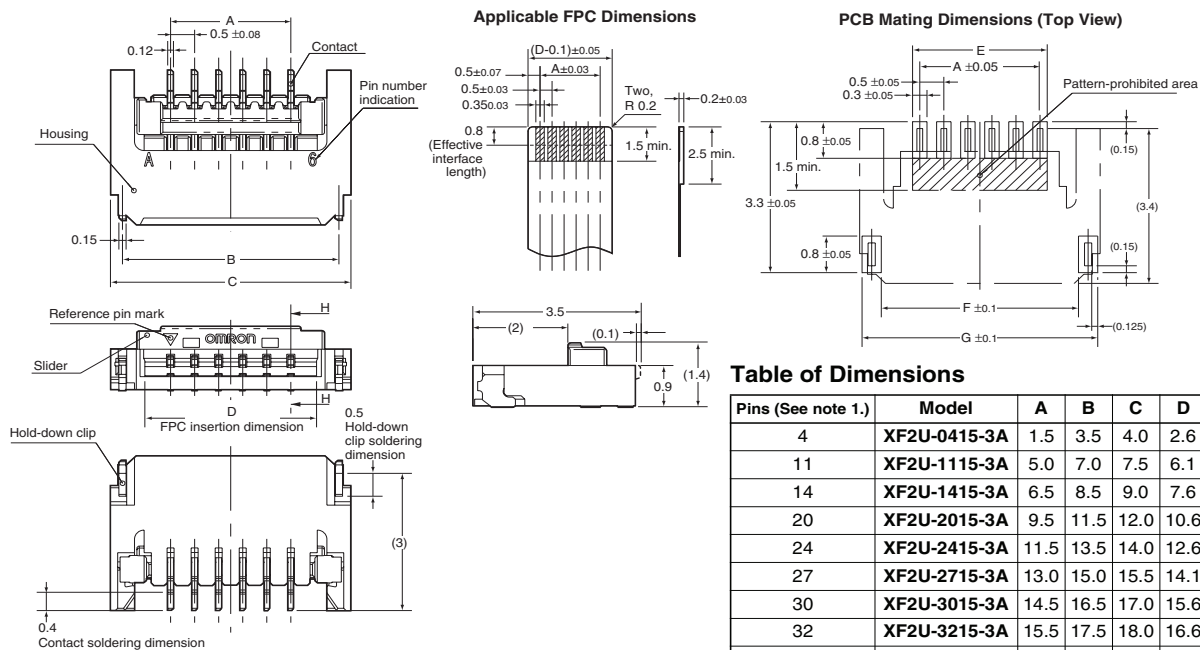 A
0.5 ±0.08
0.12
Contact
Pin number
indication
Housing
A
6
0.15
B
C
Applicable FPC Dimensions
(D-0.1)±0.05
0.5±0.07
A±0.03
0.5±0.03
0.35±0.03
Two,
R 0.2
0.2±0.03
0.8
(Effective
interface
length)
1.5 min.
2.5 min.
PCB Mating Dimensions (Top View)
E
A ±0.05
0.5 ±0.05
0.3 ±0.05
Pattern-prohibited area
0.8 ±0.05
(0.15)
1.5 min.
3.3 ±0.05
(3.4)
0.8 ±0.05
(0.15)
F ±0.1
(0.125)
G ±0.1
Reference pin mark
H
OMRON
Slider
H
D
FPC insertion dimension
0.5
Hold-down
clip soldering
dimension
Hold-down clip
(3)
0.4
Contact soldering dimension
3.5
(2)
(0.1)
0.9
(1.4)
Table of Dimensions
Pins (See note 1.) Model A B C D
4 XF2U-0415-3A 1.5 3.5 4.0 2.6
11 XF2U-1115-3A 5.0 7.0 7.5 6.1
14 XF2U-1415-3A 6.5 8.5 9.0 7.6
20 XF2U-2015-3A 9.5 11.5 12.0 10.6
24 XF2U-2415-3A 11.5 13.5 14.0 12.6
27 XF2U-2715-3A 13.0 15.0 15.5 14.1
30 XF2U-3015-3A 14.5 16.5 17.0 15.6
32 XF2U-3215-3A 15.5 17.5 18.0 16.6